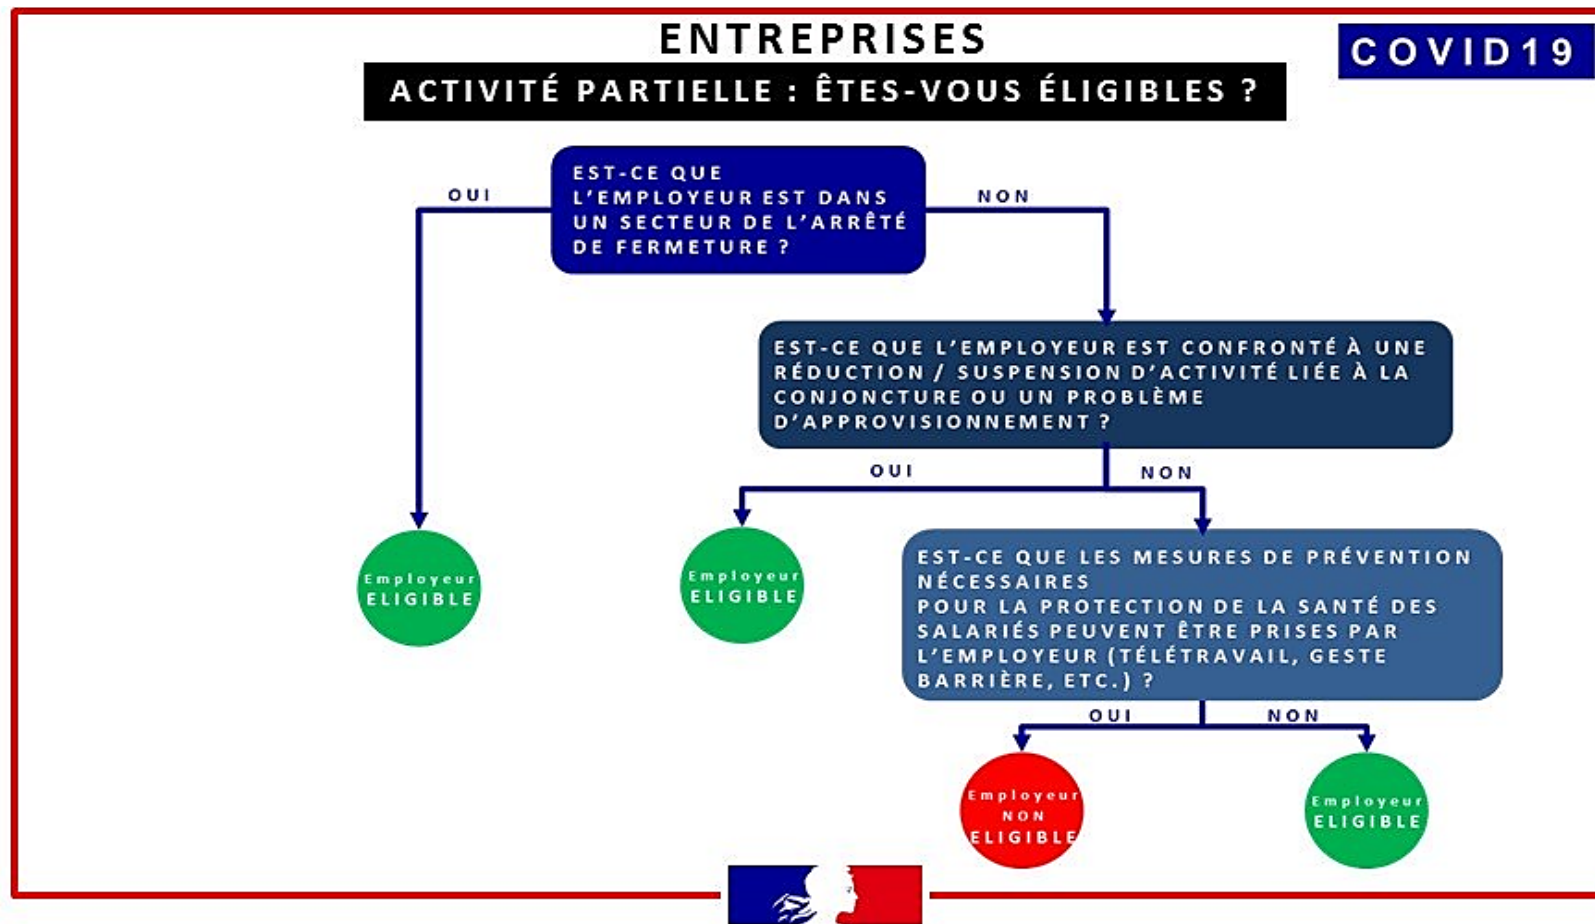 ENTREPRISES
COVID19
ACTIVITÉ PARTIELLE : ÊTES-VOUS ÉLIGIBLES ?
EST-CE QUE
L'EMPLOYEUR EST DANS
UN SECTEUR DE L'ARRÊTÉ
DE FERMETURE ?
OUI
NON
EST-CE QUE L'EMPLOYEUR EST CONFRONTÉ À UNE
RÉDUCTION / SUSPENSION D'ACTIVITÉ LIÉE À LA
CONJONCTURE OU UN PROBLÈME
D'APPROVISIONNEMENT ?
OUI
NON
Employeur
ELIGIBLE
Employeur
ELIGIBLE
EST-CE QUE LES MESURES DE PRÉVENTION
NÉCESSAIRES
POUR LA PROTECTION DE LA SANTÉ DES
SALARIÉS PEUVENT ÊTRE PRISES PAR
L'EMPLOYEUR (TÉLÉTRAVAIL, GESTE
BARRIÈRE, ETC.) ?
OUI
NON
Employeur
NON
ELIGIBLE
Employeur
ELIGIBLE